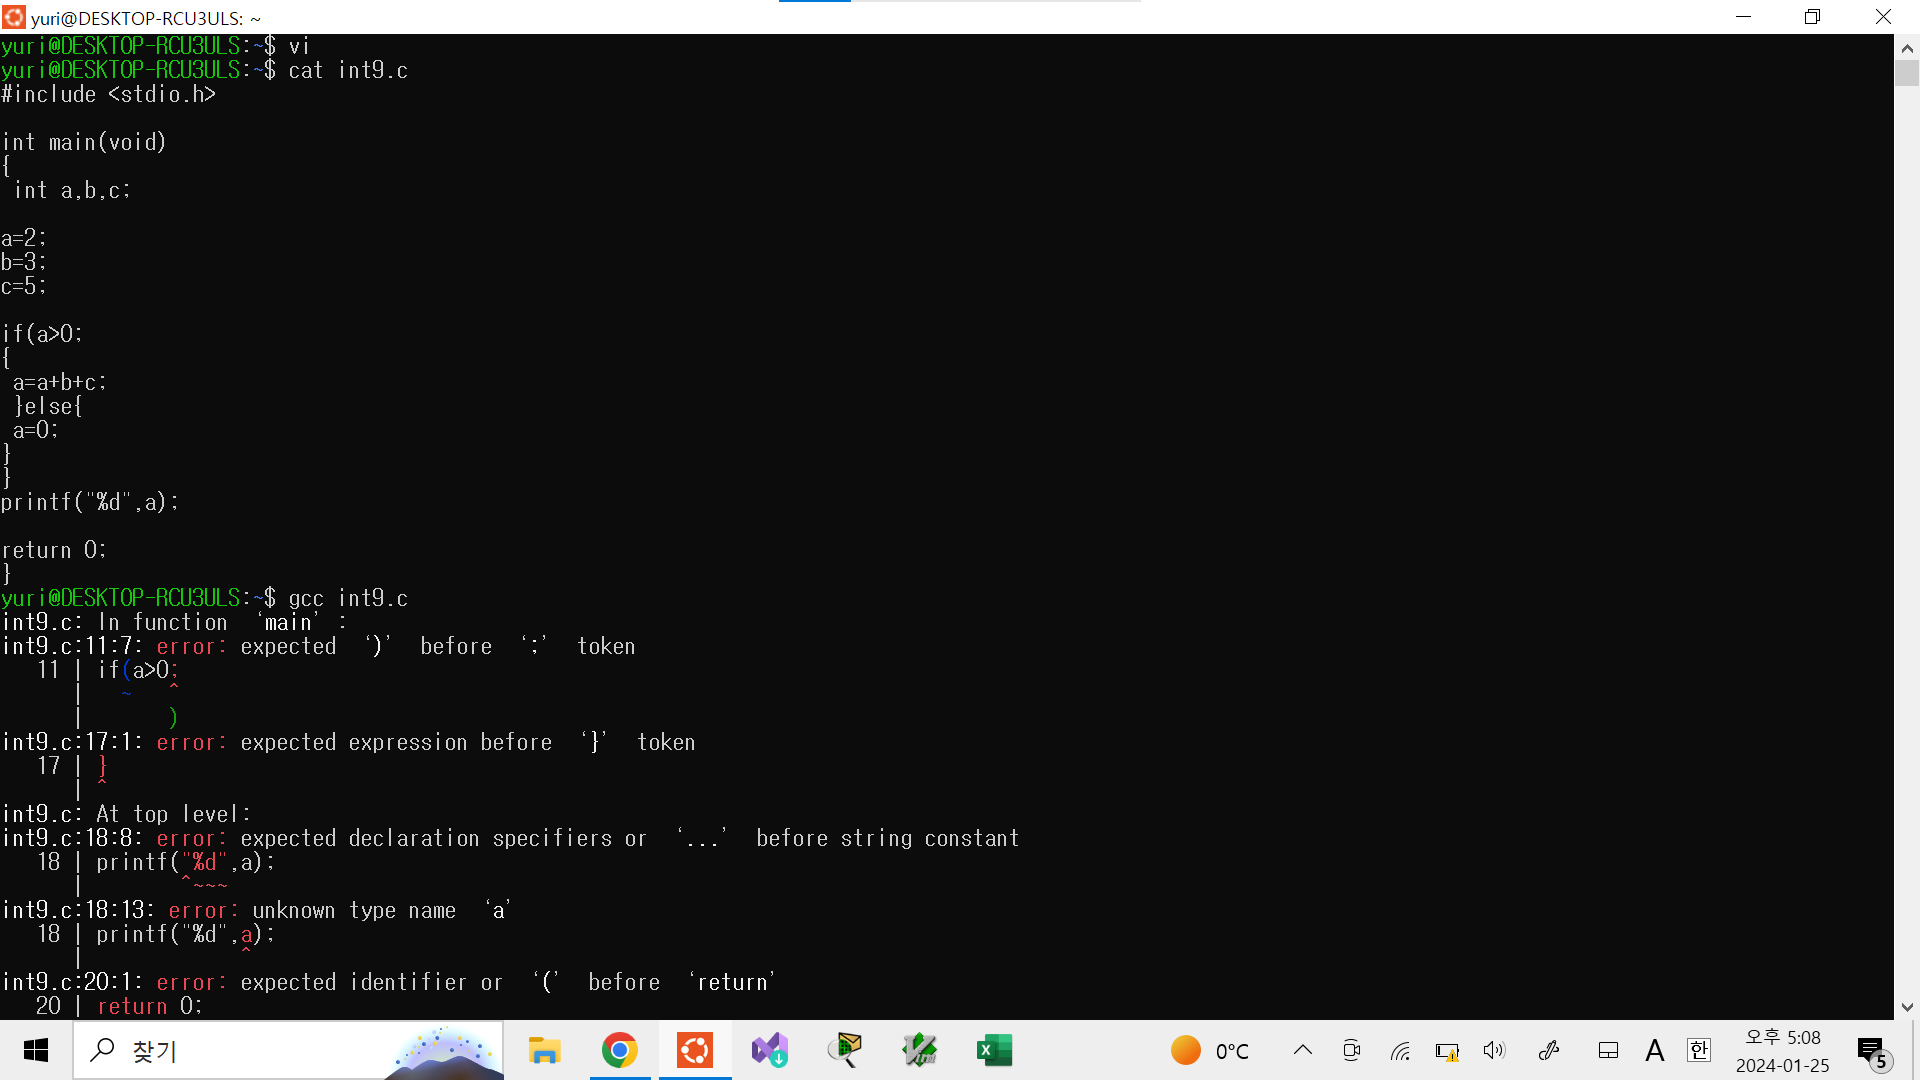 yuri@DESKTOP-RCU3ULS: ~
yuri@DESKTOP-RCU3ULS:~$ vi
yuri@DESKTOP-RCU3ULS:~$ cat int9.c
#include <stdio.h>
int main(void)
{
int a,b,c;
a=2;
b=3;
c=5;
if(a>0;
{
a=a+b+c;
}else{
a=0;
}
}
printf("%d",a);
return 0;
}
yuri@DESKTOP-RCU3ULS:~$ gcc int9.c
int9.c: In function ‘main’:
int9.c:11:7: error: expected ‘)’ before ‘;’ token
11 | if(a>0;
| ~ ^
| )
int9.c:17:1: error: expected expression before ‘}’ token
17 | }
| ^
int9.c: At top level:
int9.c:18:8: error: expected declaration specifiers or ‘...’ before string constant
18 | printf("%d",a);
| ^~~~
int9.c:18:13: error: unknown type name ‘a’
18 | printf("%d",a);
| ^
int9.c:20:1: error: expected identifier or ‘(’ before ‘return’
20 | return 0;
찾기
Vim
X
0°C
A
한
오후 5:08
2024-01-25
5